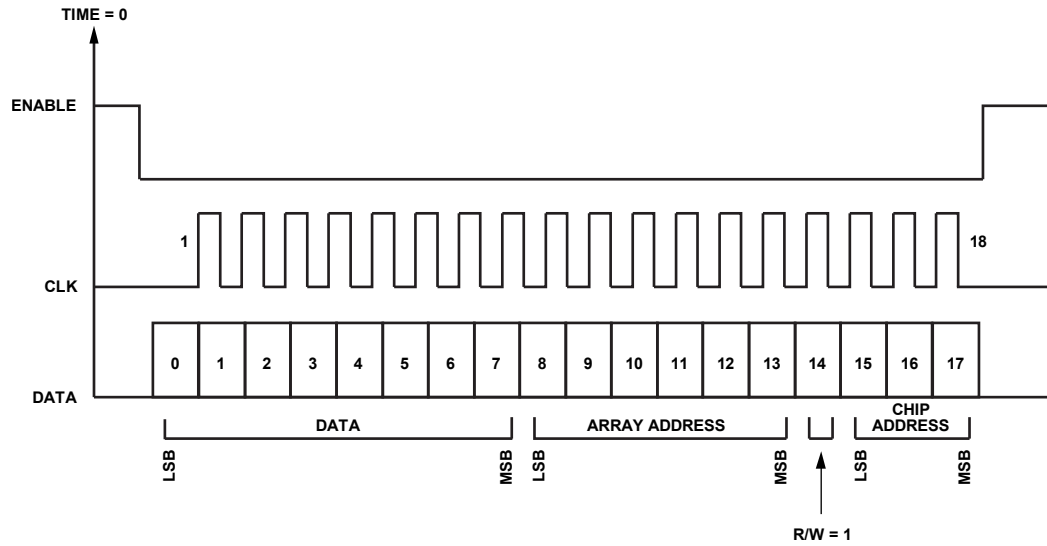 TIME = 0
ENABLE
1
18
CLK
0 1 2 3 4 5 6 7 8 9 10 11 12 13 14 15 16 17
DATA
DATA
ARRAY ADDRESS
CHIP
ADDRESS
LSB
MSB
LSB
MSB
LSB
MSB
R/W = 1